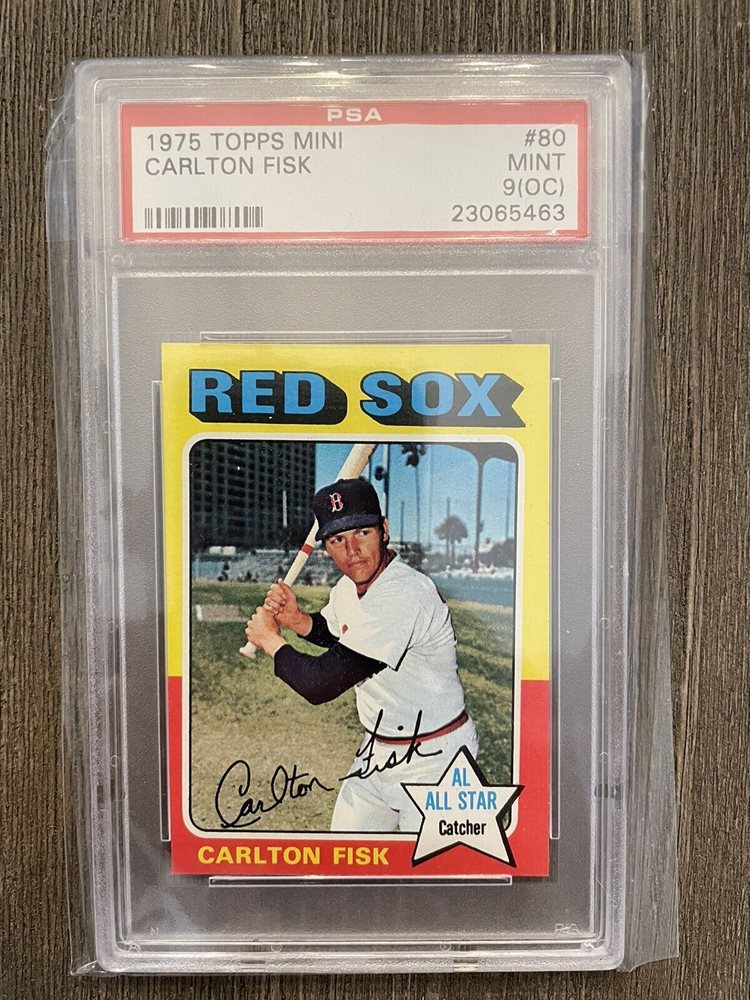 PSA
1975 TOPPS MINI #80
CARLTON FISK MINT
9(OC)
23065463
RED SOX
B
Carlton Fisk
AL
ALL STAR
Catcher
CARLTON FISK